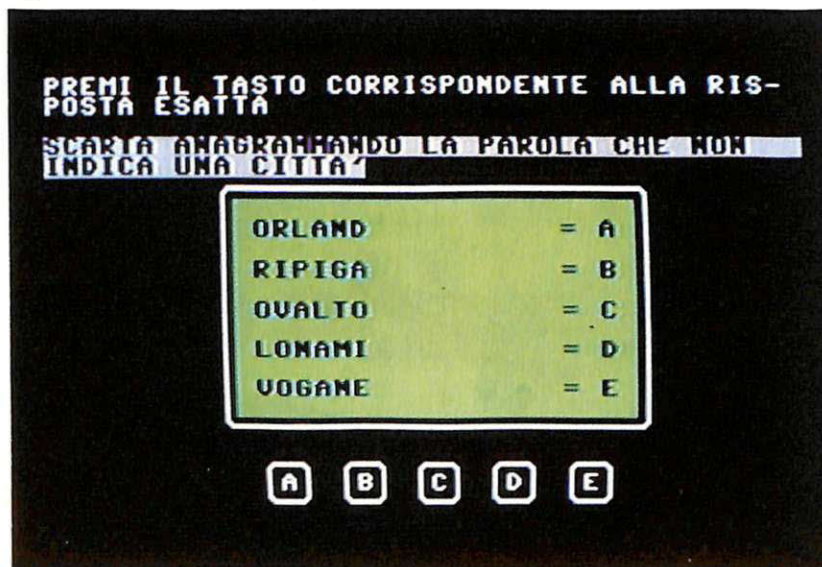 PREMI IL TASTO CORRISPONDENTE ALLA RIS-
POSTA ESATTA
SCARTA ANAGRAMMANDO LA PAROLA CHE NON
INDICA UNA CITTA'
ORLAND = A
RIPIGA = B
OVALTO = C
LONAMI = D
VOGANE = E
A B C D E